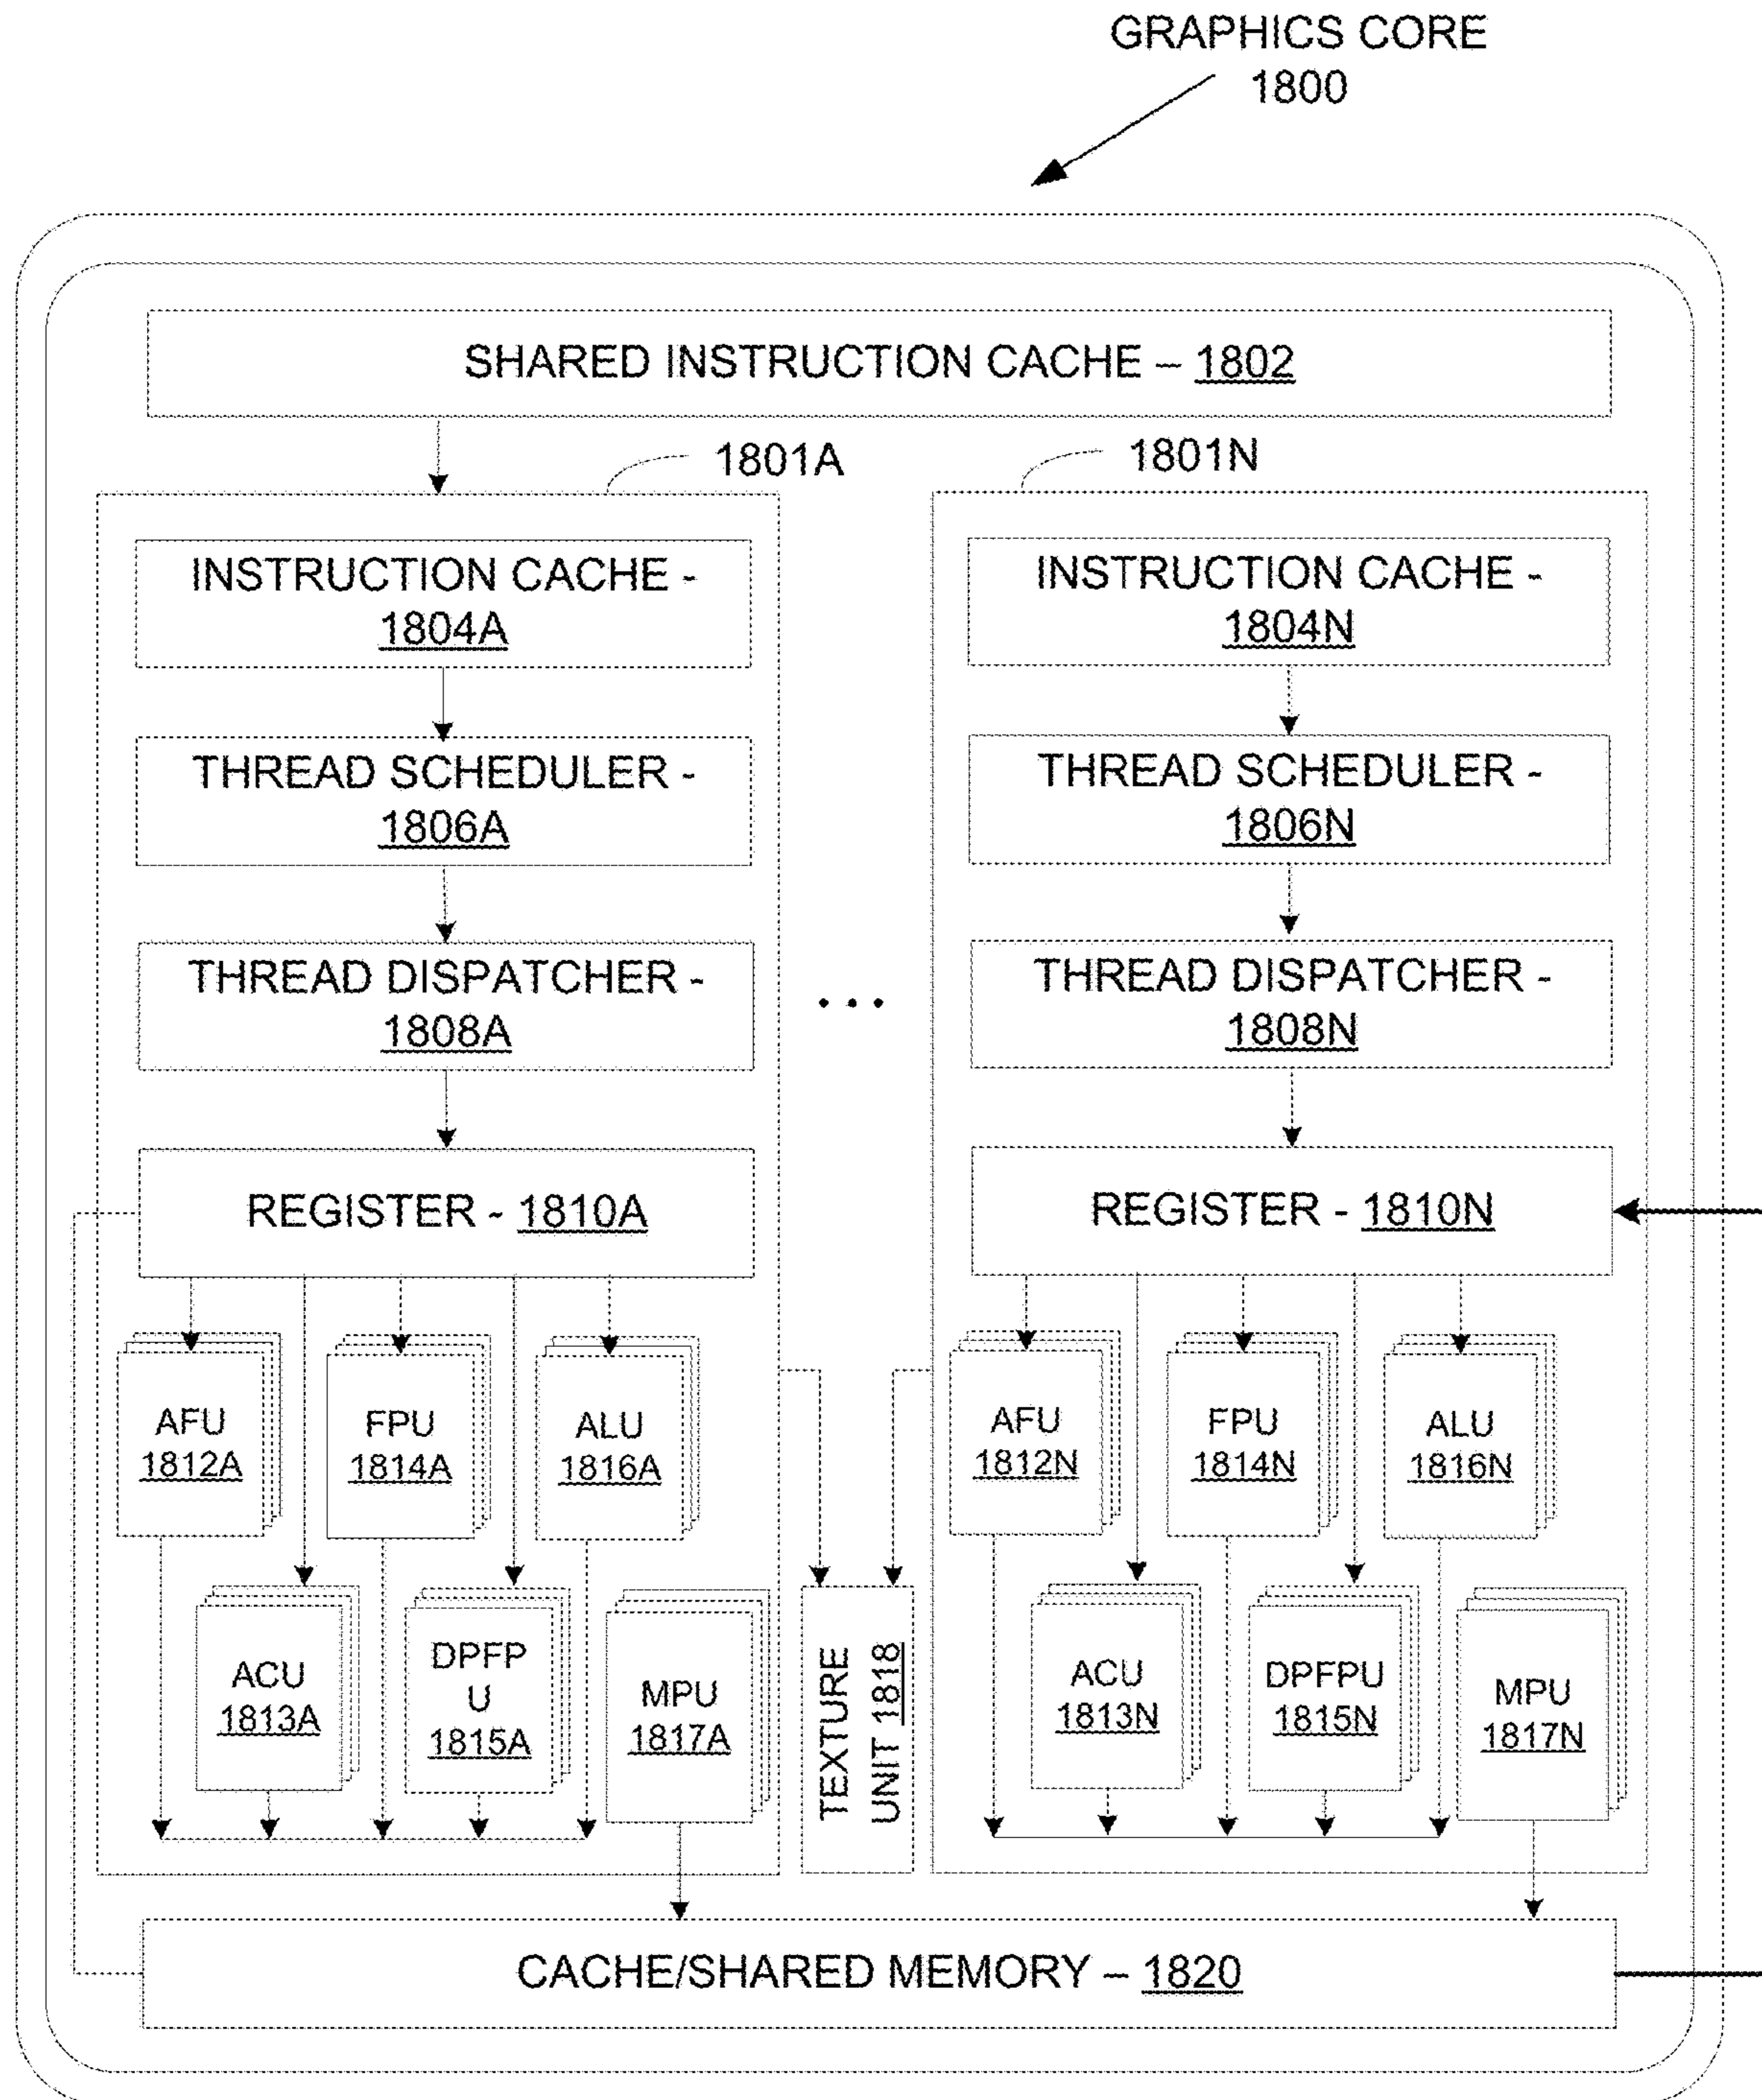 GRAPHICS CORE
1800
SHARED INSTRUCTION CACHE – 1802
1801A
1801N
INSTRUCTION CACHE -
1804A
THREAD SCHEDULER -
1806A
THREAD DISPATCHER -
1808A
REGISTER - 1810A
AFU
1812A
FPU
1814A
ALU
1816A
ACU
1813A
DPFP
U
1815A
MPU
1817A
...
TEXTURE
UNIT 1818
INSTRUCTION CACHE -
1804N
THREAD SCHEDULER -
1806N
THREAD DISPATCHER -
1808N
REGISTER - 1810N
AFU
1812N
FPU
1814N
ALU
1816N
ACU
1813N
DPFPU
1815N
MPU
1817N
CACHE/SHARED MEMORY – 1820